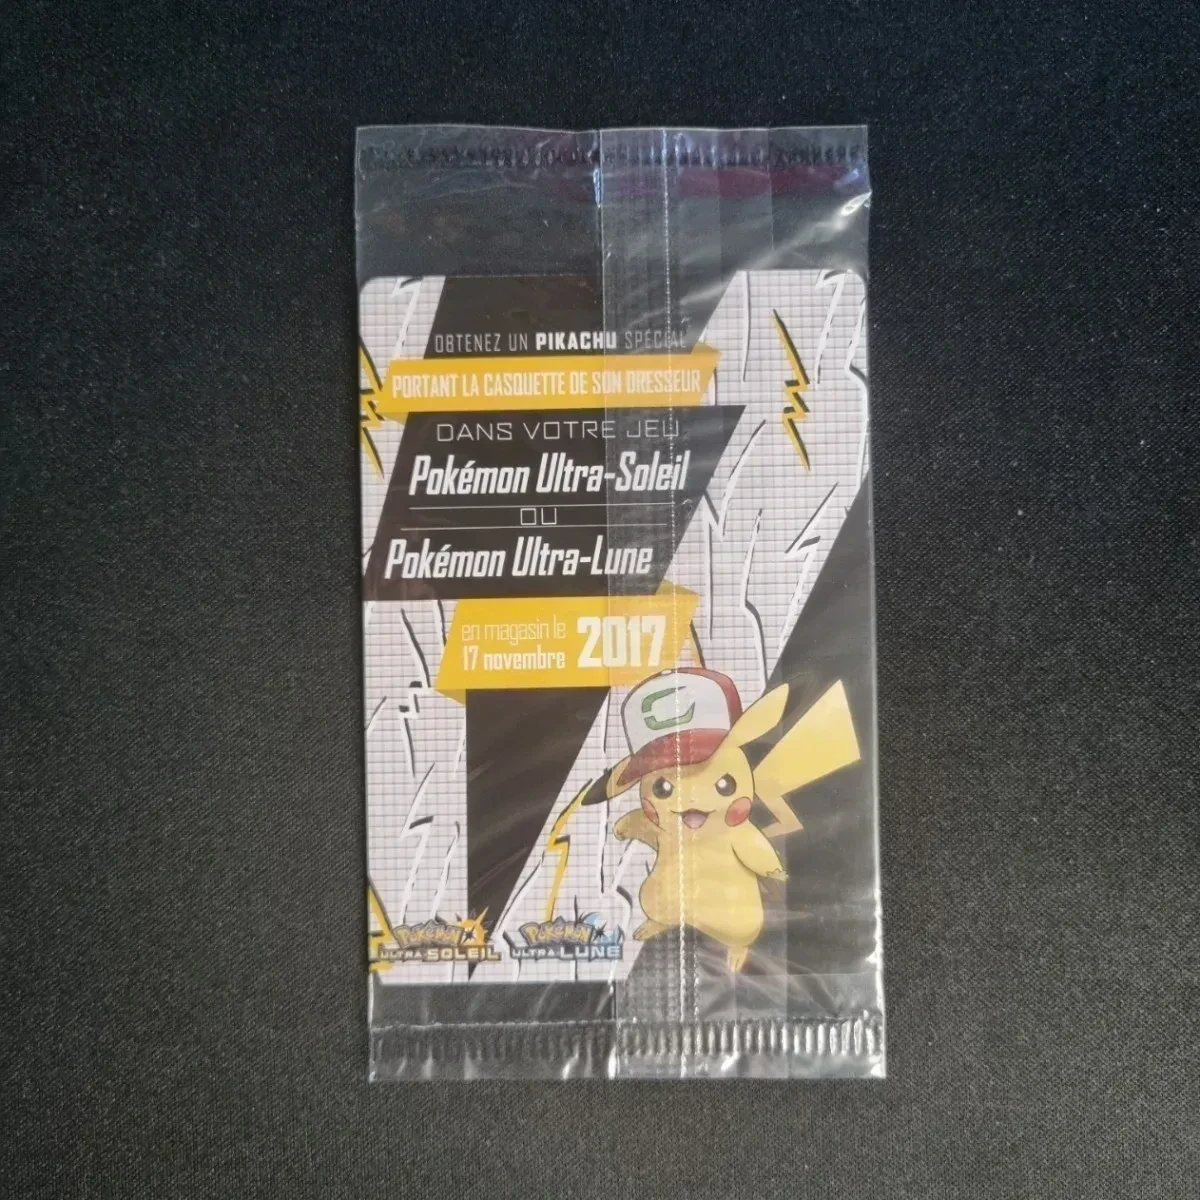 OBTENEZ UN PIKACHU SPÉCIAL
PORTANT LA CASQUETTE DE SON DRESSEUR
DANS VOTRE JEU
Pokémon Ultra-Soleil
OU
Pokémon Ultra-Lune
en magasin le
17 novembre 2017
POKÉMON
ULTRA-SOLEIL
POKÉMON
ULTRA-LUNE